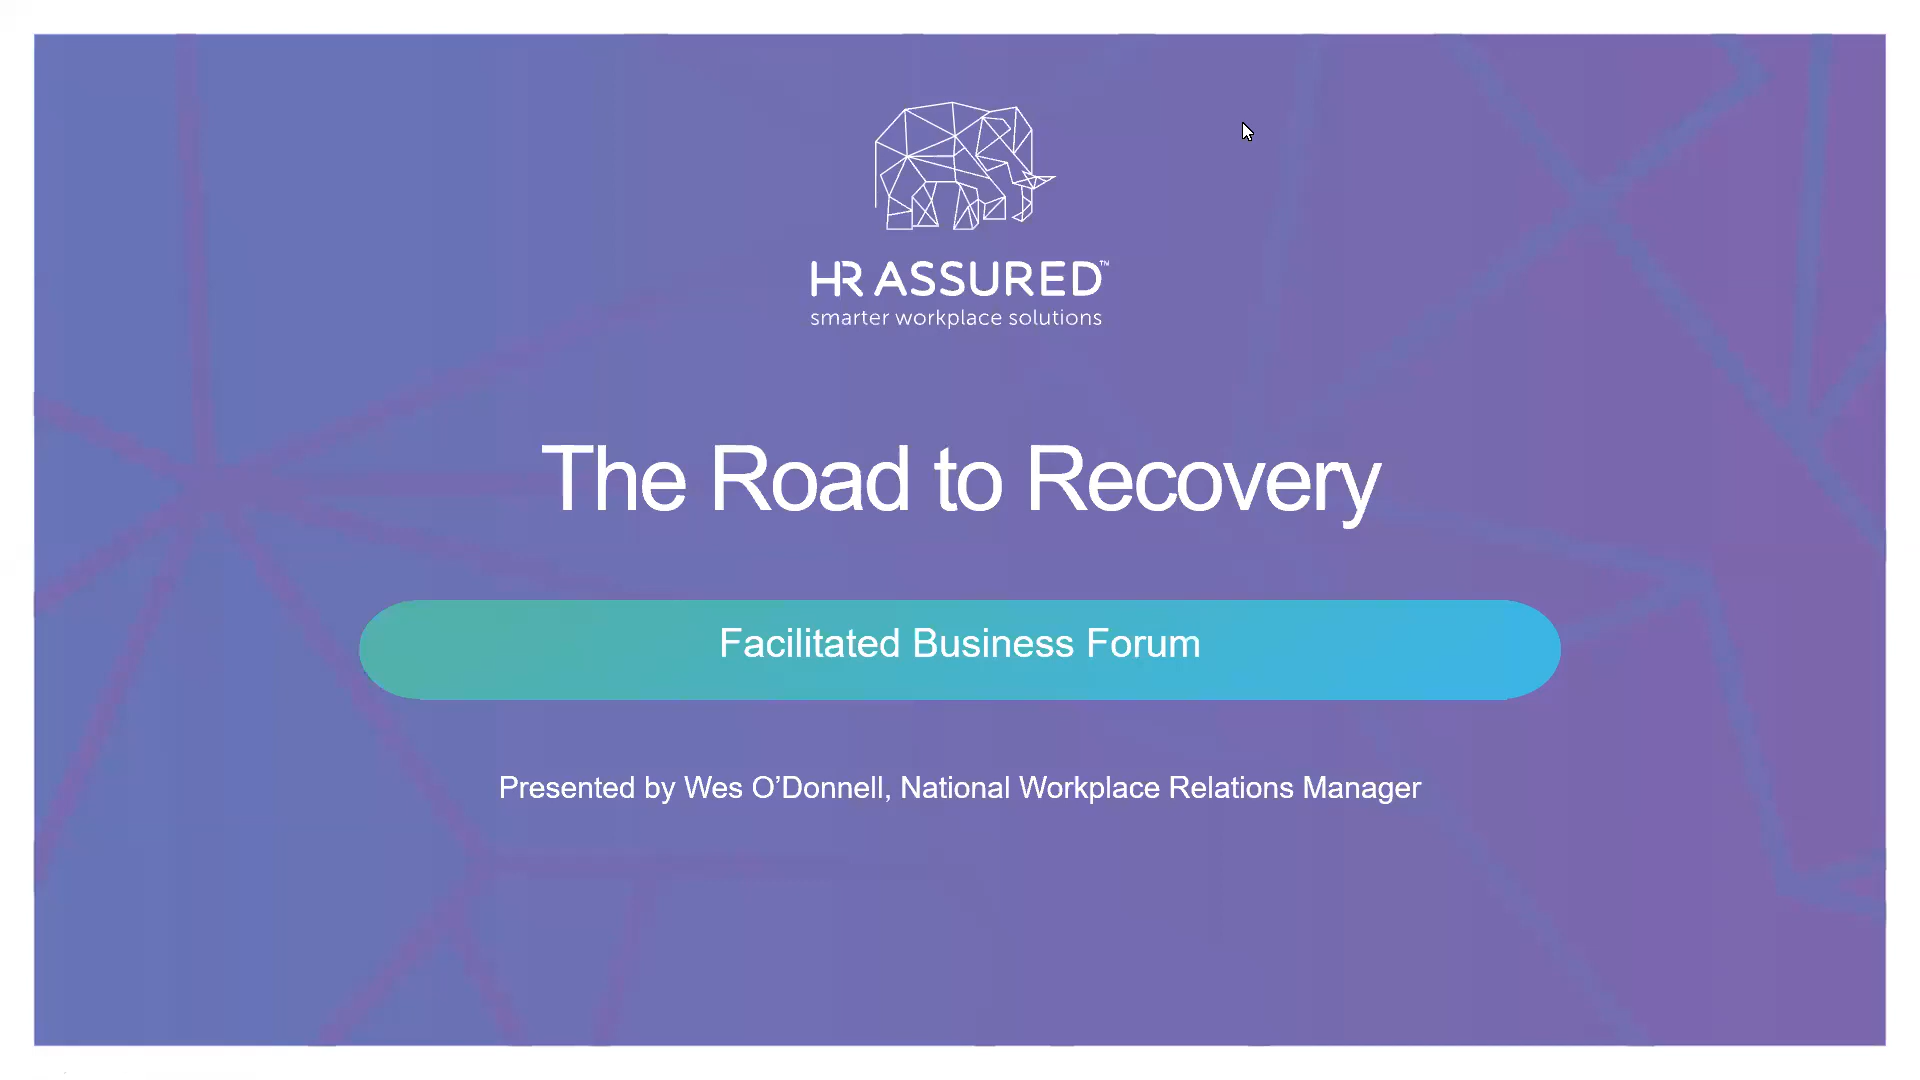 HR ASSURED™
smarter workplace solutions
The Road to Recovery
Facilitated Business Forum
Presented by Wes O’Donnell, National Workplace Relations Manager